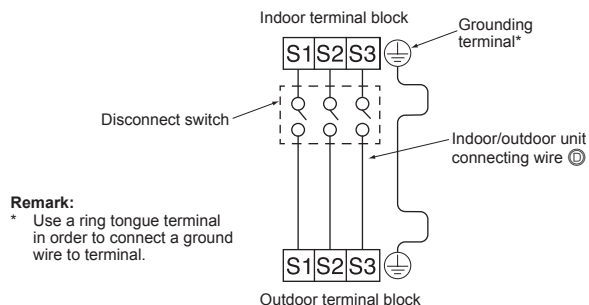 Indoor terminal block
Grounding
terminal*
S1 S2 S3
Disconnect switch
Indoor/outdoor unit
connecting wire Ⓓ
Remark:
* Use a ring tongue terminal
in order to connect a ground
wire to terminal.
S1 S2 S3
Outdoor terminal block